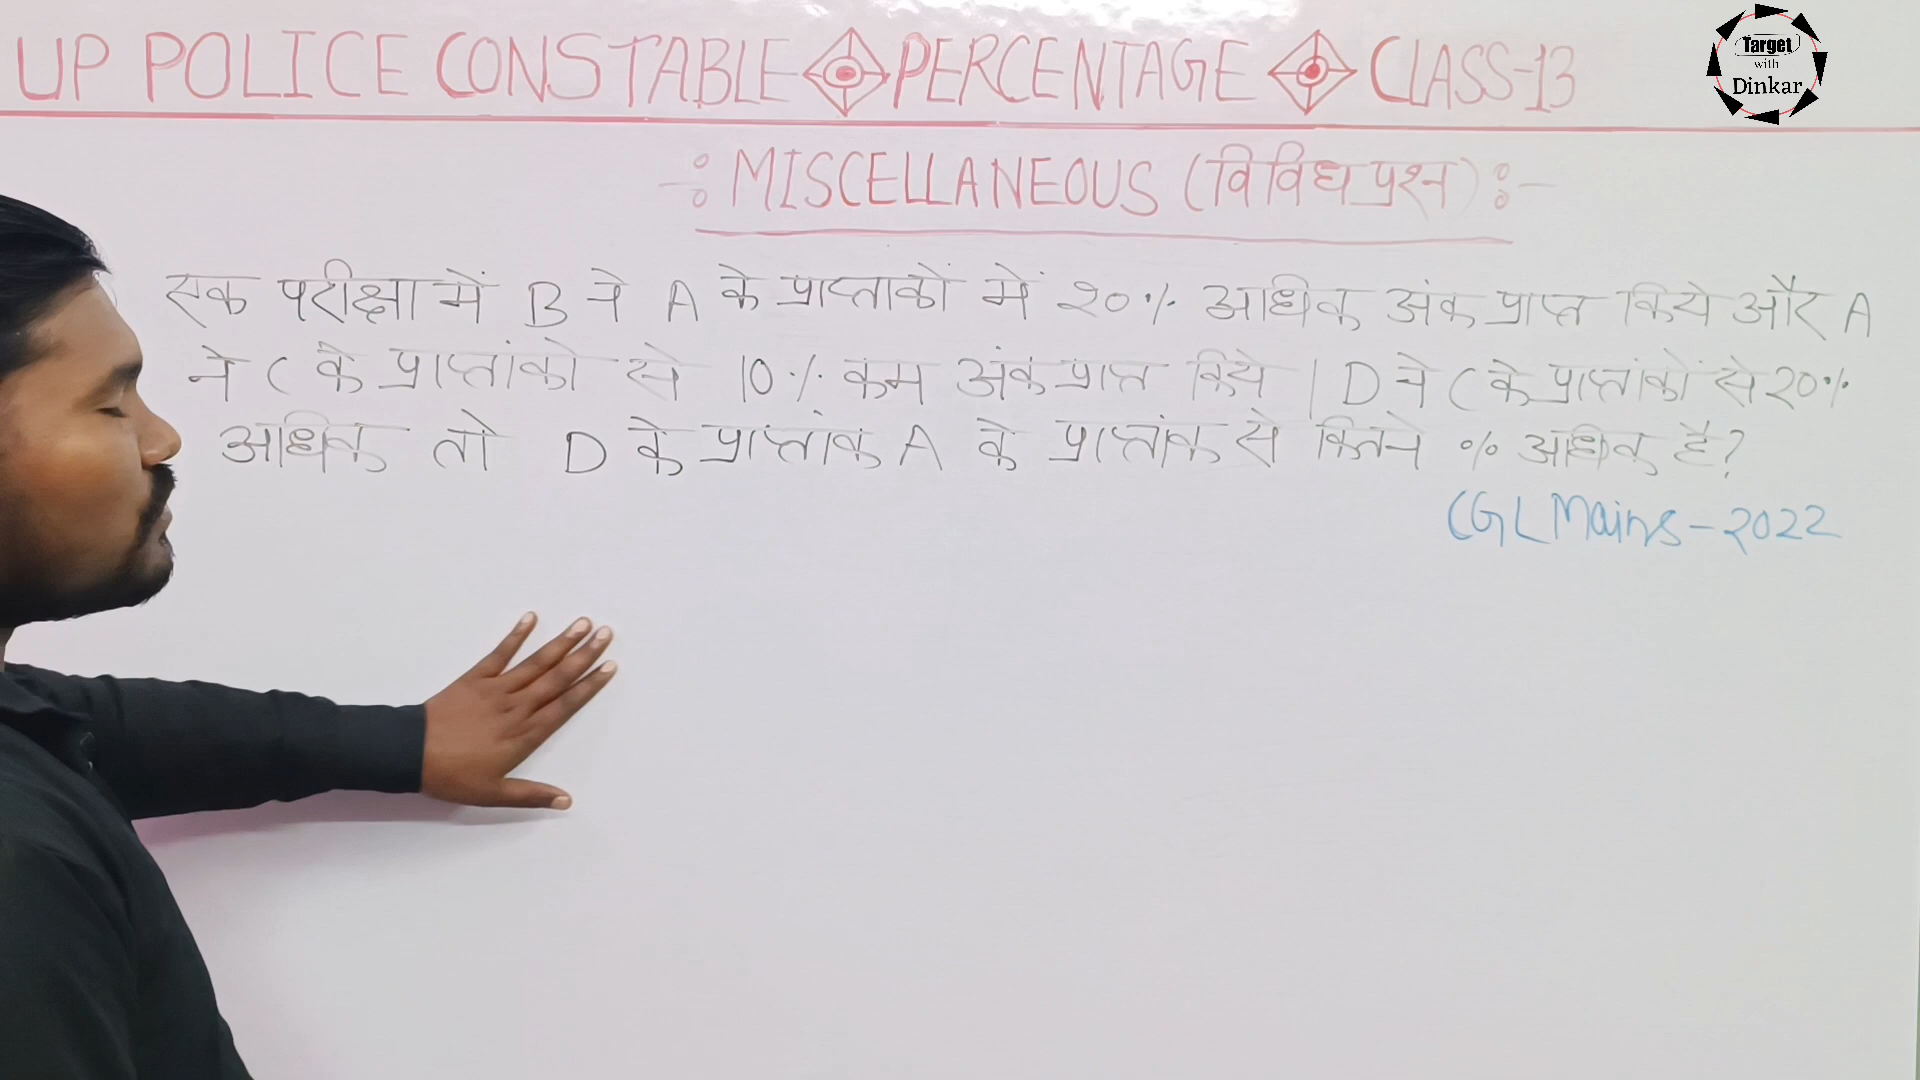 UP POLICE CONSTABLE PERCENTAGE CLASS-13
Target
with
Dinkar
-: MISCELLANEOUS (विविध प्रश्न) :-
एक परीक्षा में B ने A के प्राप्ताकों में 20% अधिक अंक प्राप्त किये और A
ने C के प्राप्तांको से 10% कम अंक प्राप्त किये | D ने C के प्राप्तांकों से 20%
अधिक तो D के प्राप्तांक A के प्राप्तांक से कितने % अधिक है?
CGL Mains-2022